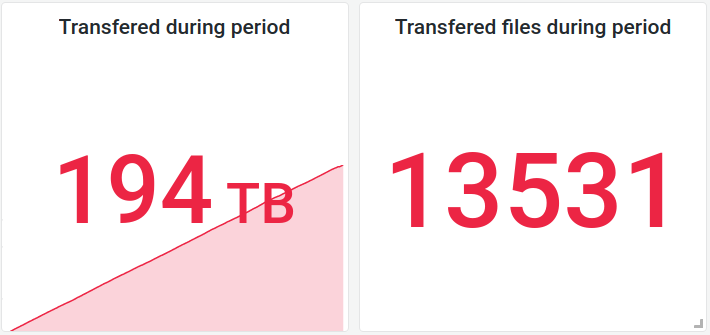 Transfered during period
194 TB
Transfered files during period
13531